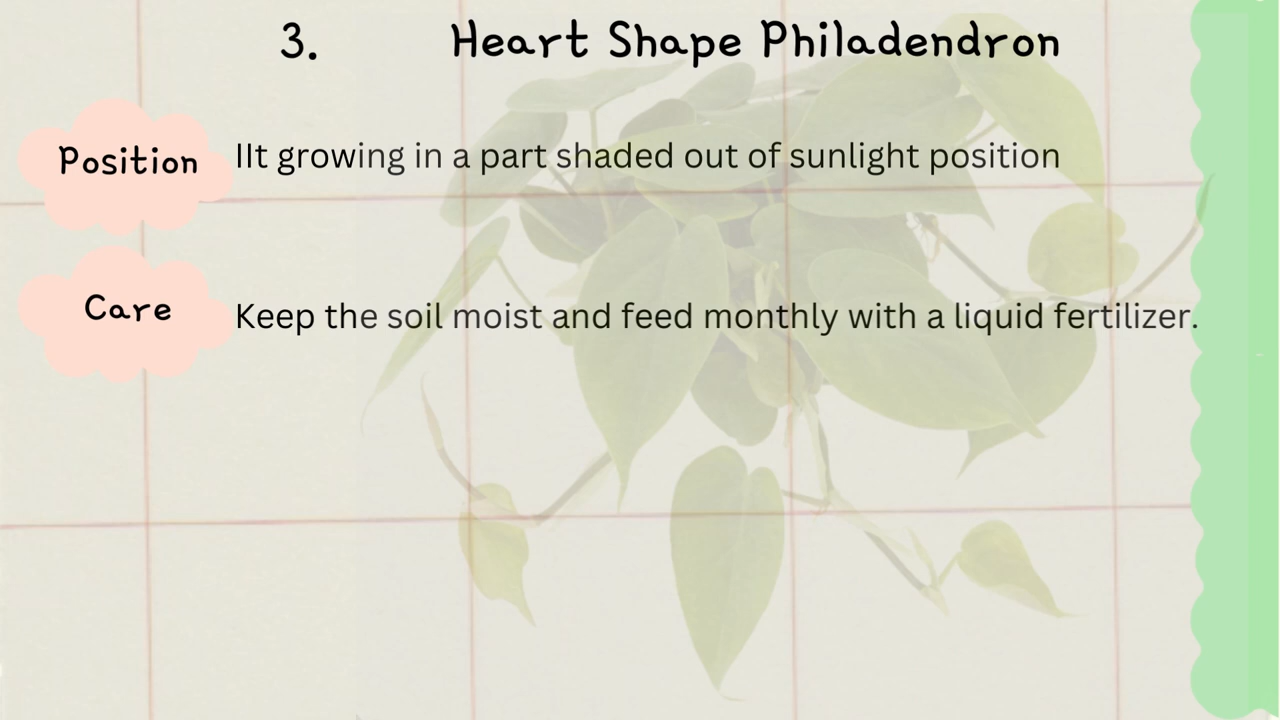 3. Heart Shape Philadendron
Position
IIt growing in a part shaded out of sunlight position
Care
Keep the soil moist and feed monthly with a liquid fertilizer.